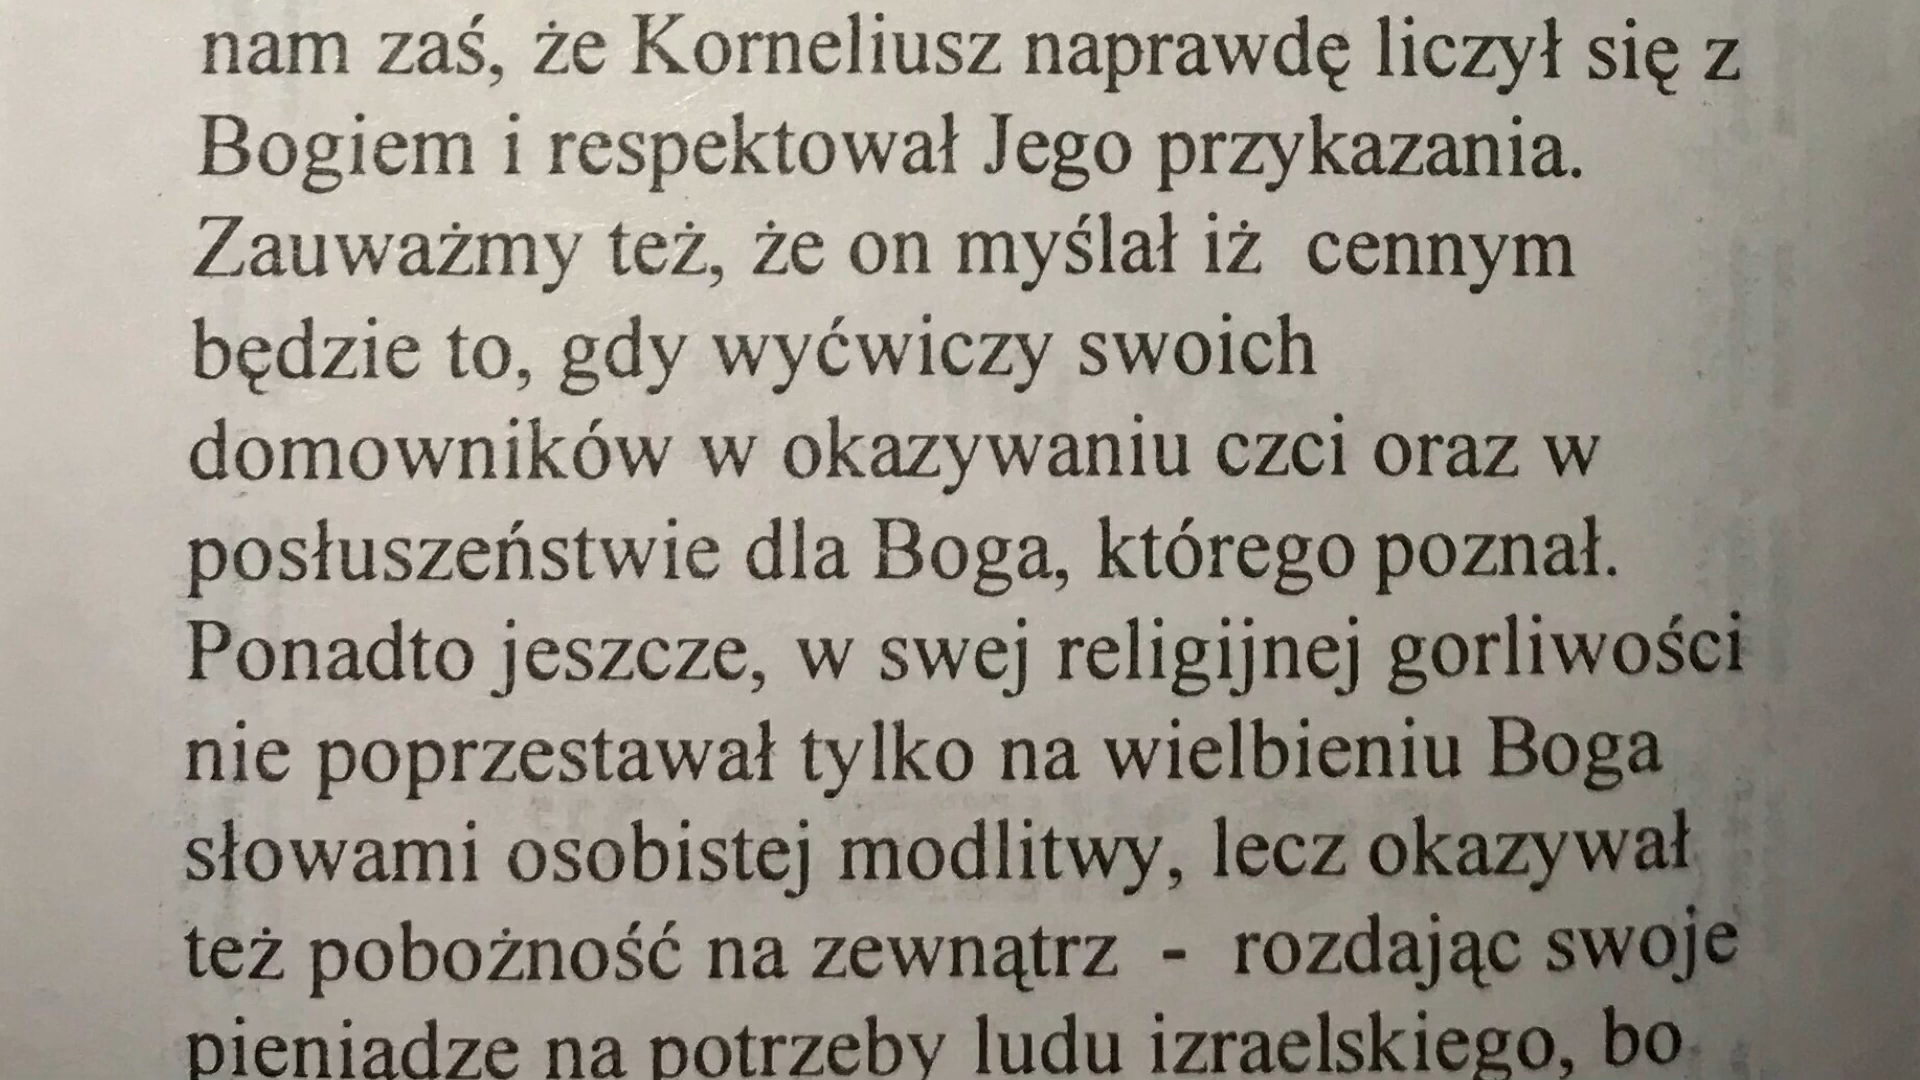 nam zaś, że Korneliusz naprawdę liczył się z
Bogiem i respektował Jego przykazania.
Zauważmy też, że on myślał iż  cennym
będzie to, gdy wyćwiczy swoich
domowników w okazywaniu czci oraz w
posłuszeństwie dla Boga, którego poznał.
Ponadto jeszcze, w swej religijnej gorliwości
nie poprzestawał tylko na wielbieniu Boga
słowami osobistej modlitwy, lecz okazywał
też pobożność na zewnątrz  -  rozdając swoje
pieniądze na potrzeby ludu izraelskiego, bo